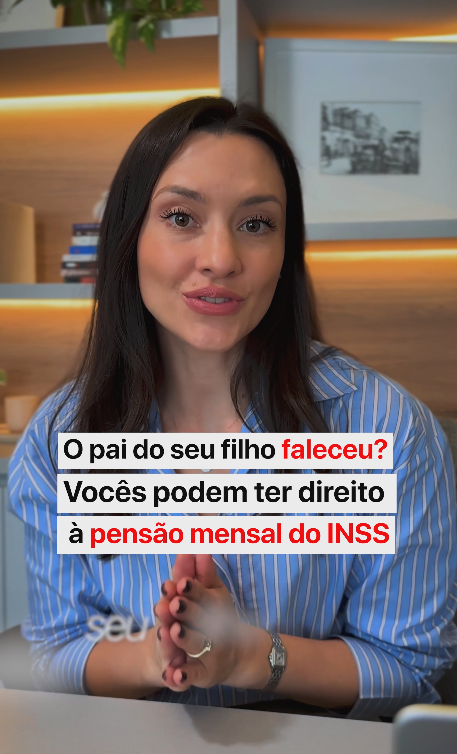 O pai do seu filho faleceu?
Vocês podem ter direito
à pensão mensal do INSS
seu